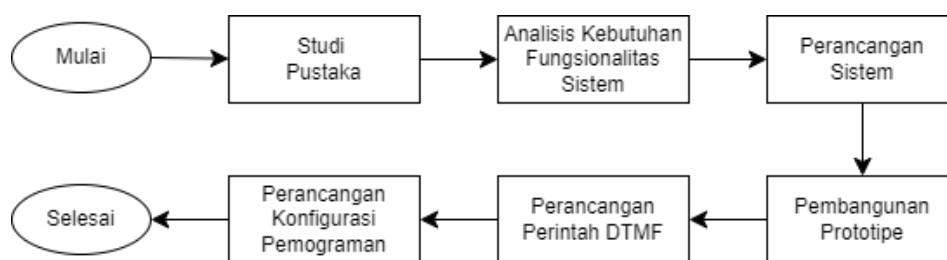 Mulai
Studi
Pustaka
Analisis Kebutuhan
Fungsionalitas
Sistem
Perancangan
Sistem
Pembangunan
Prototipe
Perancangan
Perintah DTMF
Perancangan
Konfigurasi
Pemograman
Selesai